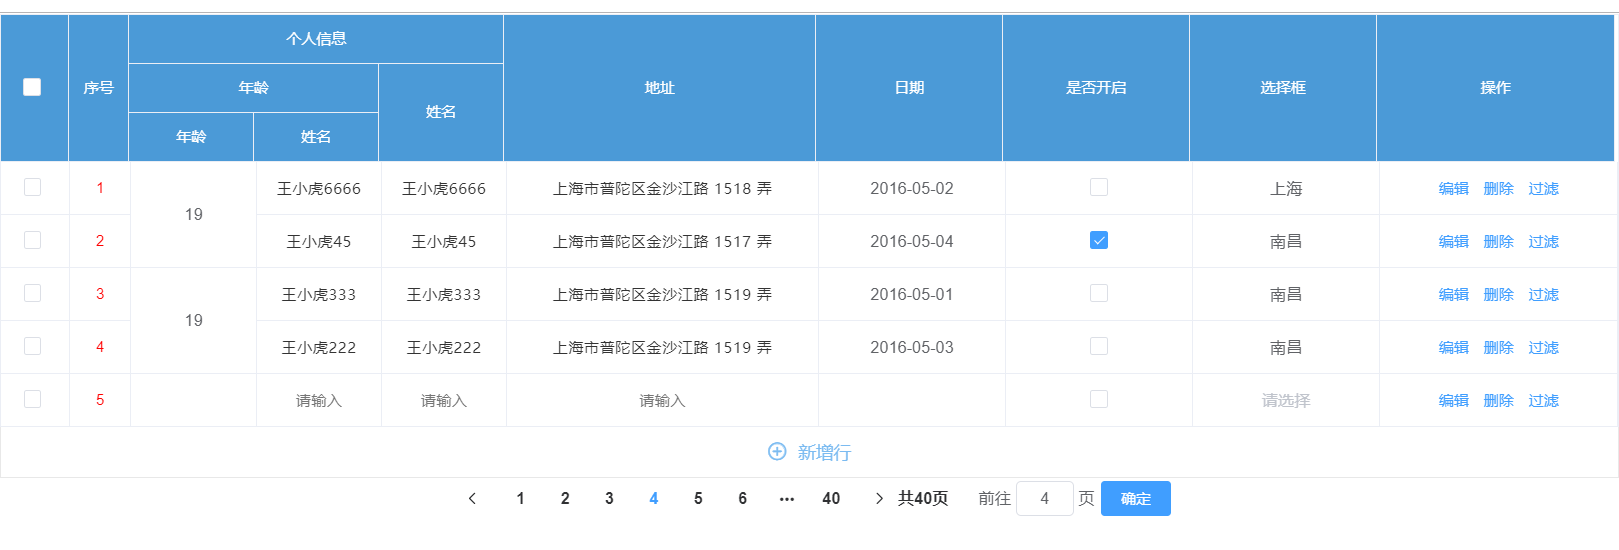 个人信息
序号 年龄 姓名 地址 日期 是否开启 选择框 操作
年龄 姓名
1 19 王小虎6666 王小虎6666 上海市普陀区金沙江路 1518 弄 2016-05-02 上海 编辑 删除 过滤
2 王小虎45 王小虎45 上海市普陀区金沙江路 1517 弄 2016-05-04 南昌 编辑 删除 过滤
3 19 王小虎333 王小虎333 上海市普陀区金沙江路 1519 弄 2016-05-01 南昌 编辑 删除 过滤
4 王小虎222 王小虎222 上海市普陀区金沙江路 1519 弄 2016-05-03 南昌 编辑 删除 过滤
5 请输入 请输入 请输入 请选择 编辑 删除 过滤
新增行
1 2 3 4 5 6 ••• 40 共40页 前往 4 页 确定